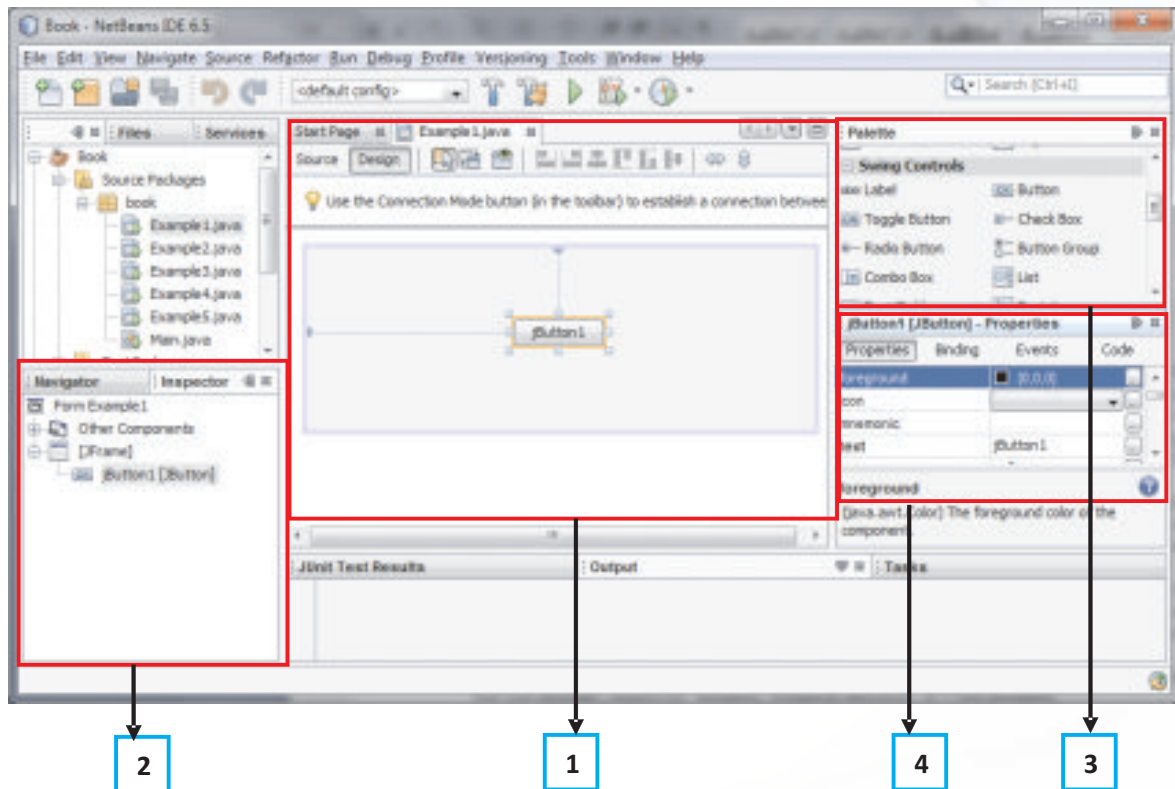 Book - NetBeans IDE 6.5
File Edit View Navigate Source Refactor Run Debug Profile Versioning Tools Window Help
<default config>
Search (Ctrl+I)
Files Services
Book
Source Packages
book
Example1.java
Example2.java
Example3.java
Example4.java
Example5.java
Main.java
Navigator Inspector
Form Example1
Other Components
[JFrame]
jButton1 [JButton]
Start Page Example1.java
Source Design
Use the Connection Mode button (in the toolbar) to establish a connection betwee
jButton1
Palette
Swing Controls
Label Button
Toggle Button Check Box
Radio Button Button Group
Combo Box List
jButton1 [JButton] - Properties
Properties Binding Events Code
foreground [0,0,0]
icon
mnemonic
text jButton1
foreground
(java.awt.Color) The foreground color of the
component.
JUnit Test Results Output Tasks
2 1 4 3